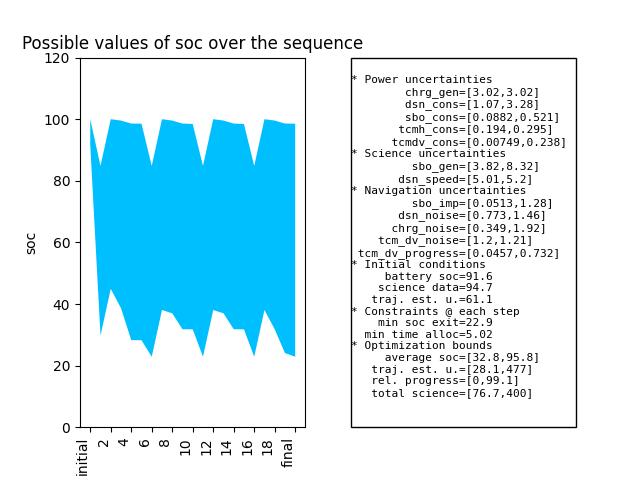 Possible values of soc over the sequence
120
100
80
60
40
20
0
soc
initial
2
4
6
8
10
12
14
16
18
final
* Power uncertainties
chrg_gen=[3.02,3.02]
dsn_cons=[1.07,3.28]
sbo_cons=[0.0882,0.521]
tcmh_cons=[0.194,0.295]
tcmdv_cons=[0.00749,0.238]
* Science uncertainties
sbo_gen=[3.82,8.32]
dsn_speed=[5.01,5.2]
* Navigation uncertainties
sbo_imp=[0.0513,1.28]
dsn_noise=[0.773,1.46]
chrg_noise=[0.349,1.92]
tcm_dv_noise=[1.2,1.21]
tcm_dv_progress=[0.0457,0.732]
* Initial conditions
battery soc=91.6
science data=94.7
traj. est. u.=61.1
* Constraints @ each step
min soc exit=22.9
min time alloc=5.02
* Optimization bounds
average soc=[32.8,95.8]
traj. est. u.=[28.1,477]
rel. progress=[0,99.1]
total science=[76.7,400]